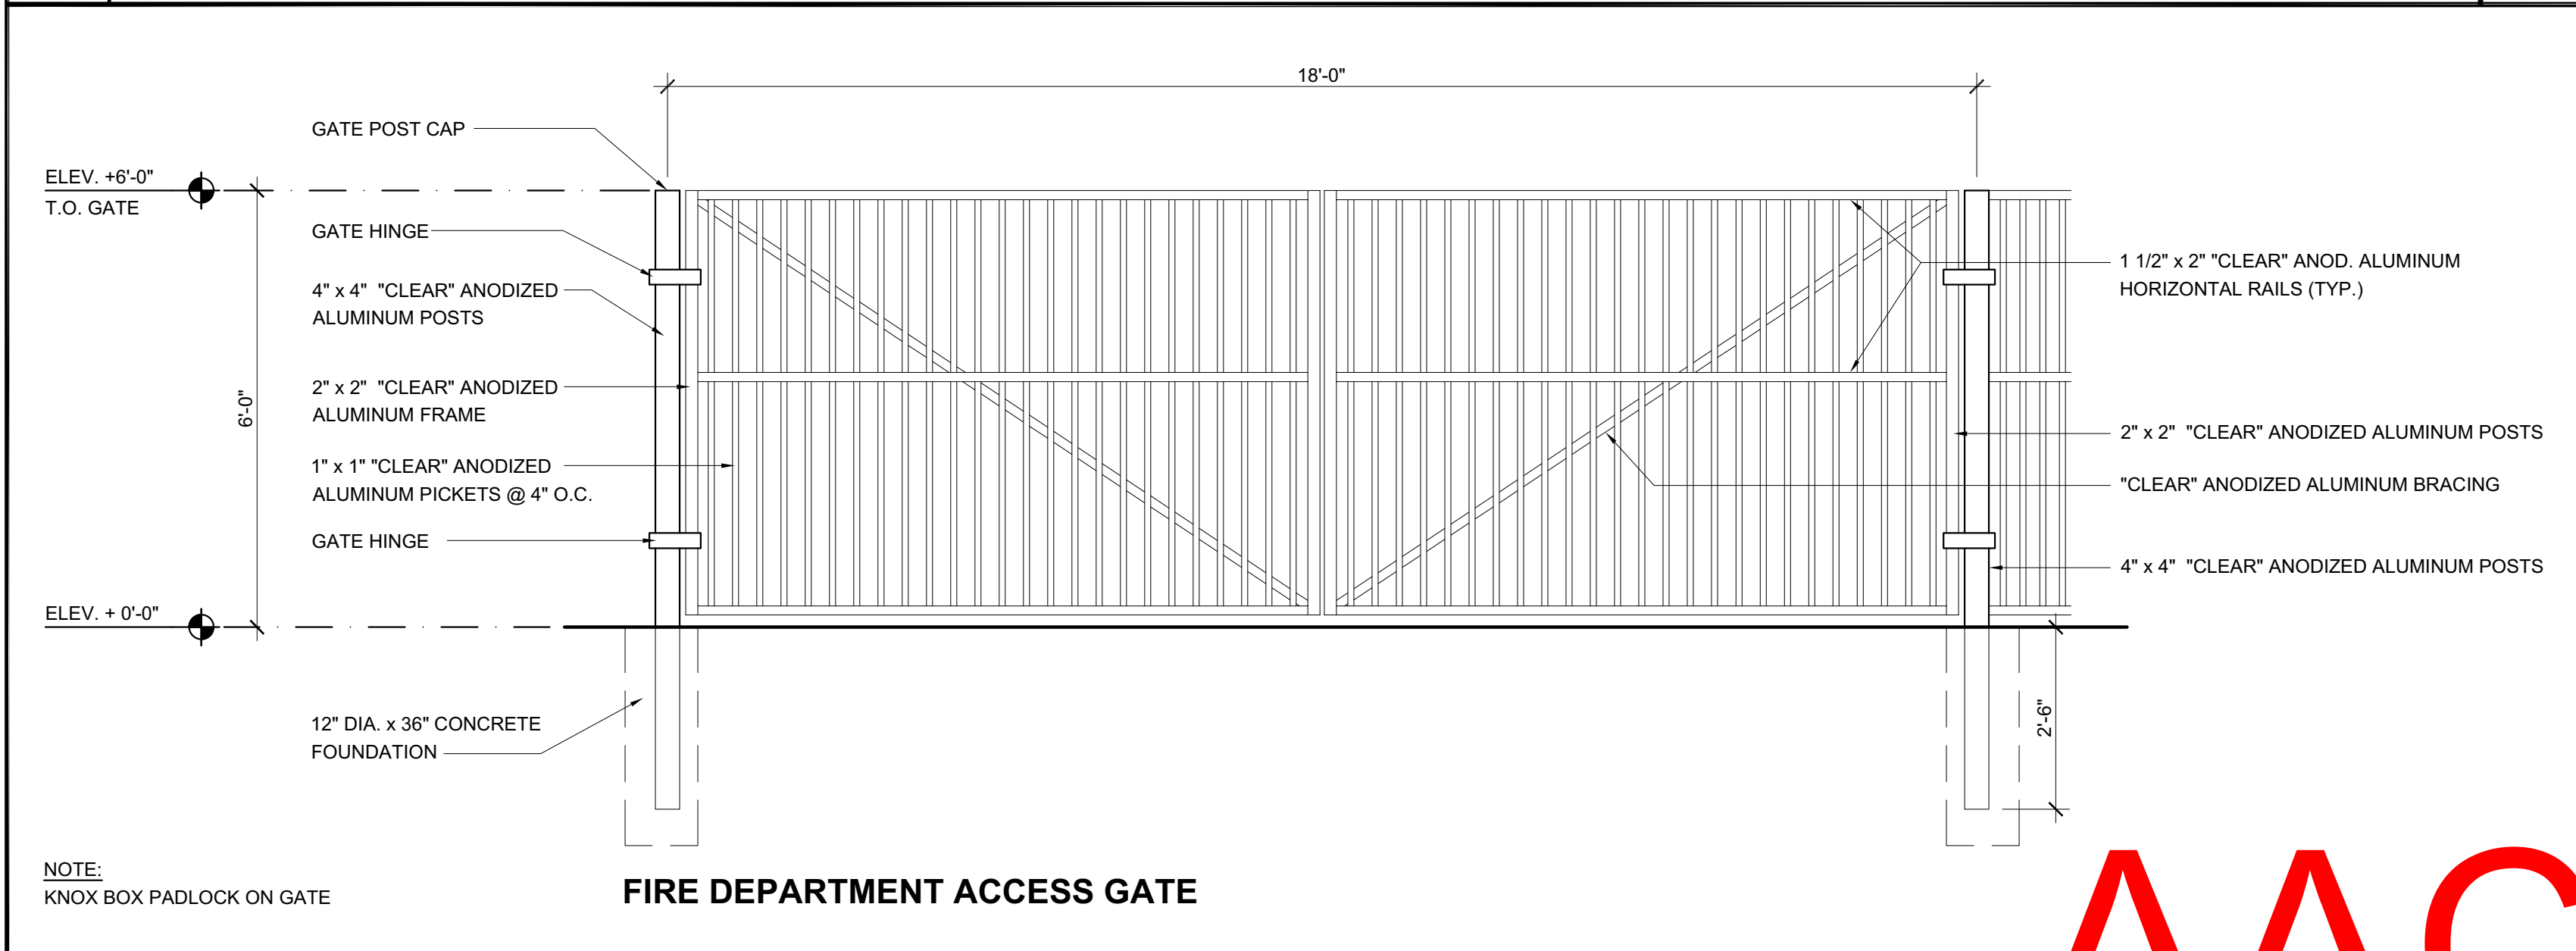 18'-0"
GATE POST CAP
ELEV. +6'-0"
T.O. GATE
GATE HINGE
4" x 4" "CLEAR" ANODIZED
ALUMINUM POSTS
6'-0"
2" x 2" "CLEAR" ANODIZED
ALUMINUM FRAME
1" x 1" "CLEAR" ANODIZED
ALUMINUM PICKETS @ 4" O.C.
GATE HINGE
ELEV. + 0'-0"
12" DIA. x 36" CONCRETE
FOUNDATION
1 1/2" x 2" "CLEAR" ANOD. ALUMINUM
HORIZONTAL RAILS (TYP.)
2" x 2" "CLEAR" ANODIZED ALUMINUM POSTS
"CLEAR" ANODIZED ALUMINUM BRACING
4" x 4" "CLEAR" ANODIZED ALUMINUM POSTS
2'-6"
NOTE:
KNOX BOX PADLOCK ON GATE
FIRE DEPARTMENT ACCESS GATE